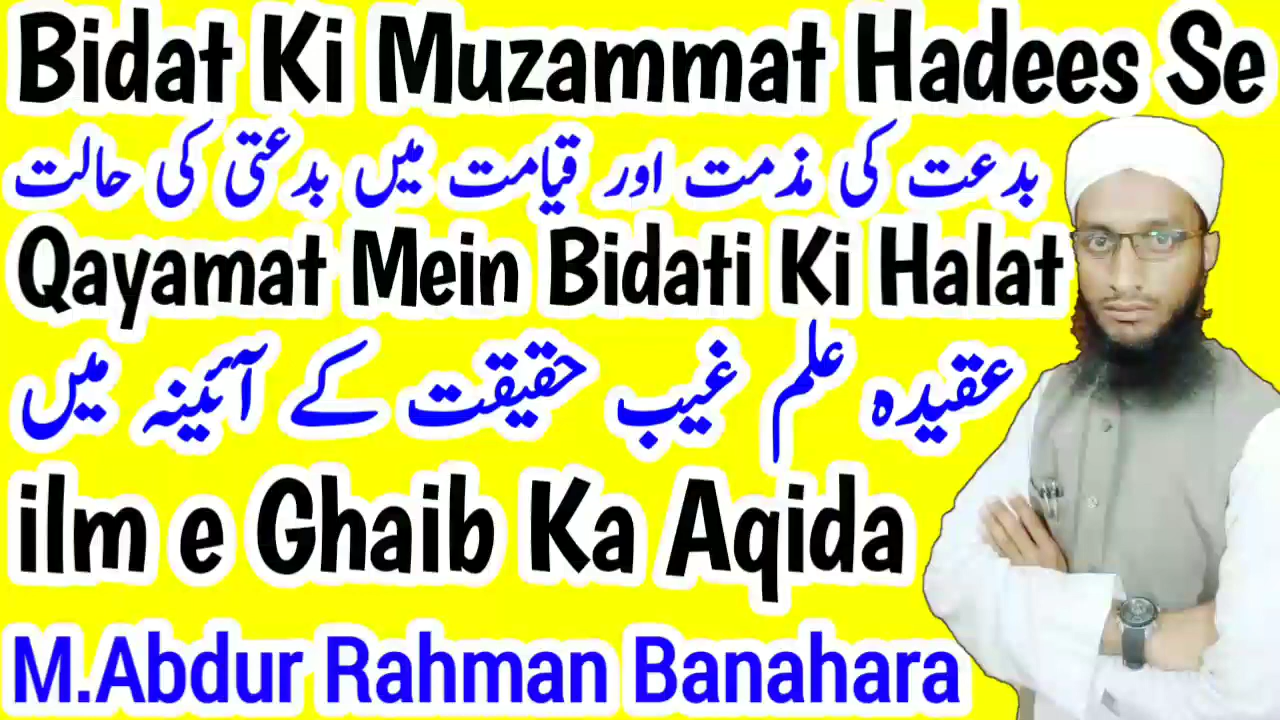 Bidat Ki Muzammat Hadees Se
بدعت کی مذمت اور قیامت میں بدعتی کی حالت
Qayamat Mein Bidati Ki Halat
عقیدہ علم غیب حقیقت کے آئینہ میں
ilm e Ghaib Ka Aqida
M.Abdur Rahman Banahara